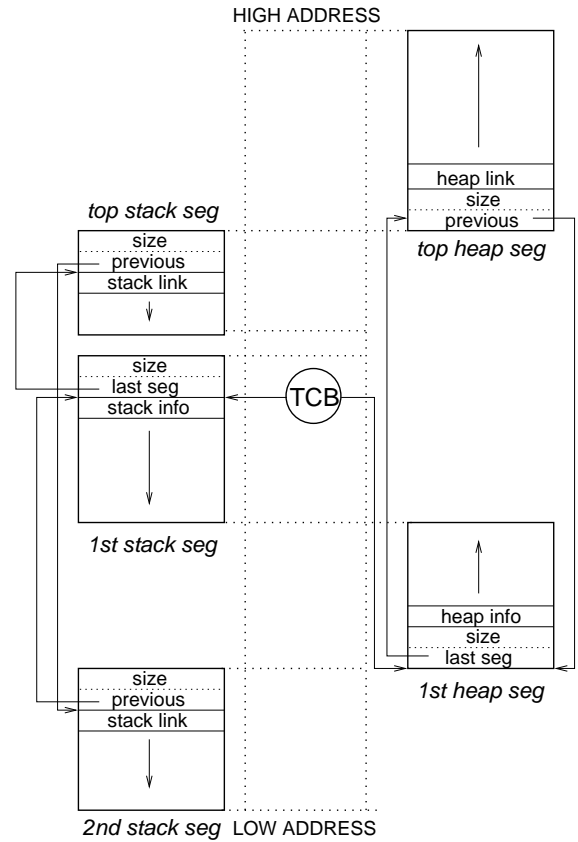 HIGH ADDRESS
heap link
size
previous
top heap seg
top stack seg
size
previous
stack link
size
last seg
stack info
TCB
1st stack seg
heap info
size
last seg
1st heap seg
size
previous
stack link
2nd stack seg
LOW ADDRESS